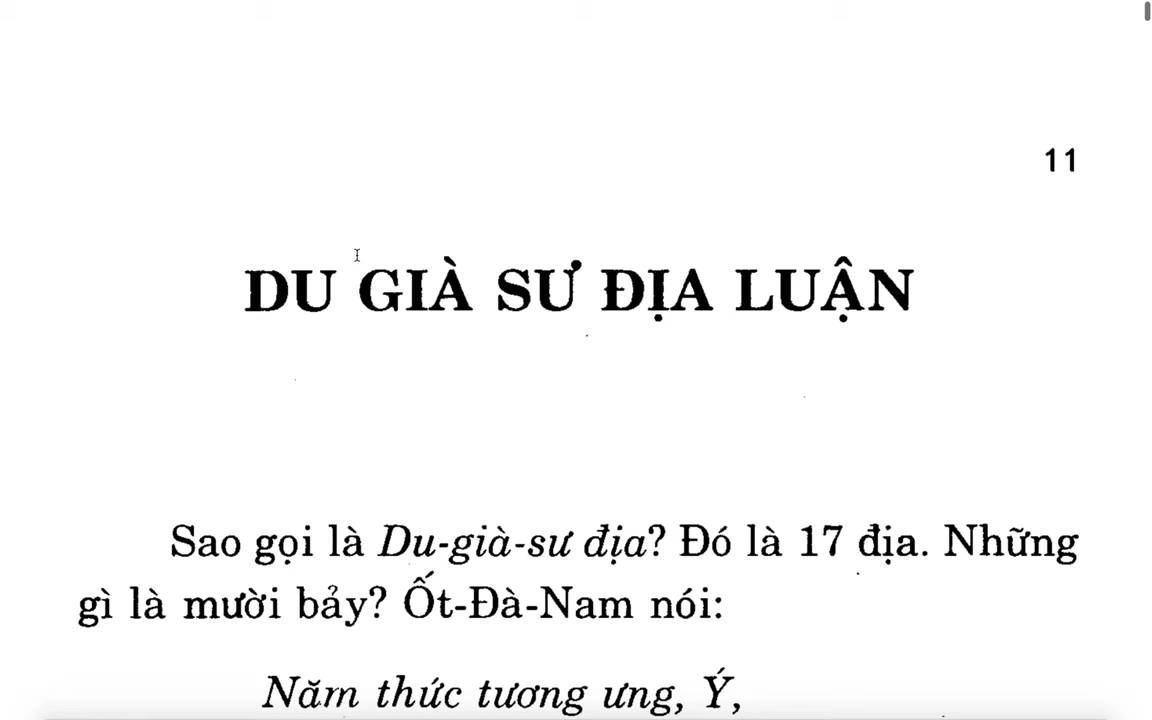 11
DU GIÀ SƯ ĐỊA LUẬN
Sao gọi là Du-già-sư địa? Đó là 17 địa. Những
gì là mười bảy? Ốt-Đà-Nam nói:
Năm thức tương ưng, Ý,